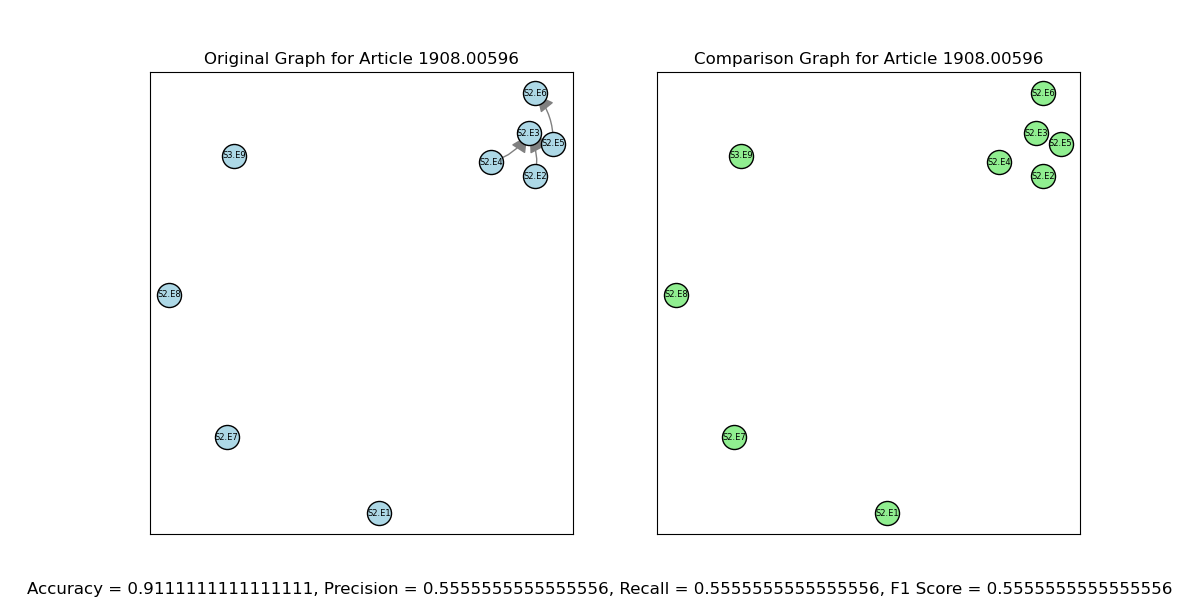 Original Graph for Article 1908.00596
S2.E6
S2.E3
S2.E5
S3.E9
S2.E4
S2.E2
S2.E8
S2.E7
S2.E1
Comparison Graph for Article 1908.00596
S2.E6
S2.E3
S2.E5
S3.E9
S2.E4
S2.E2
S2.E8
S2.E7
S2.E1
Accuracy = 0.9111111111111111, Precision = 0.5555555555555556, Recall = 0.5555555555555556, F1 Score = 0.5555555555555556